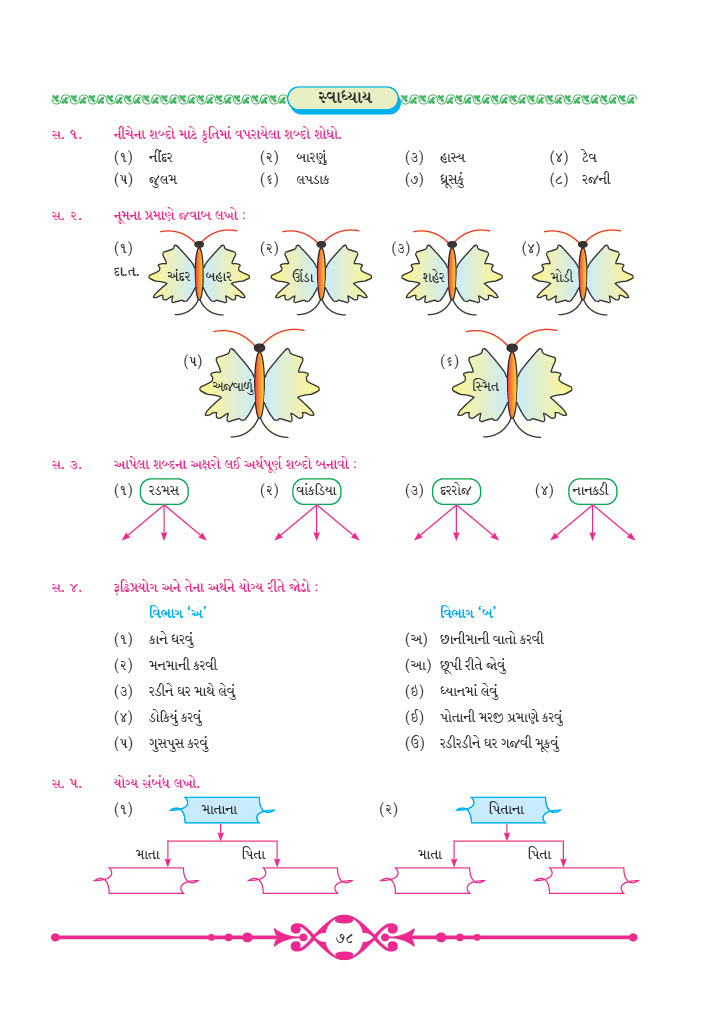 સ્વાધ્યાય
સ. ૧. નીચેના શબ્દો માટે કૃતિમાં વપરાયેલા શબ્દો શોધો.
(૧) નીંદર (૨) બારણું (૩) હાસ્ય (૪) ટેવ
(૫) જુલમ (૬) લપડાક (૭) ધ્રૂસકું (૮) રજની
સ. ૨. નમૂના પ્રમાણે જવાબ લખો :
(૧) (૨) (૩) (૪)
દા.ત. અંદર બહાર ઊંડા શહેર મોડી
(૫) (૬)
અજવાળું સ્મિત
સ. ૩. આપેલા શબ્દના અક્ષરો લઈ અર્થપૂર્ણ શબ્દો બનાવો :
(૧) રડમસ (૨) વાંકડિયા (૩) દરરોજ (૪) નાનકડી
સ. ૪. રૂઢિપ્રયોગ અને તેના અર્થને યોગ્ય રીતે જોડો :
વિભાગ ‘અ’ વિભાગ ‘બ’
(૧) કાને ધરવું (અ) છાનીમાની વાતો કરવી
(૨) મનમાની કરવી (આ) છૂપી રીતે જોવું
(૩) રડીને ઘર માથે લેવું (ઇ) ધ્યાનમાં લેવું
(૪) ડોકિયું કરવું (ઈ) પોતાની મરજી પ્રમાણે કરવું
(૫) ગુસપુસ કરવું (ઉ) રડીરડીને ઘર ગજવી મૂકવું
સ. ૫. યોગ્ય સંબંધ લખો.
(૧) માતાના (૨) પિતાના
માતા પિતા માતા પિતા
૭૮